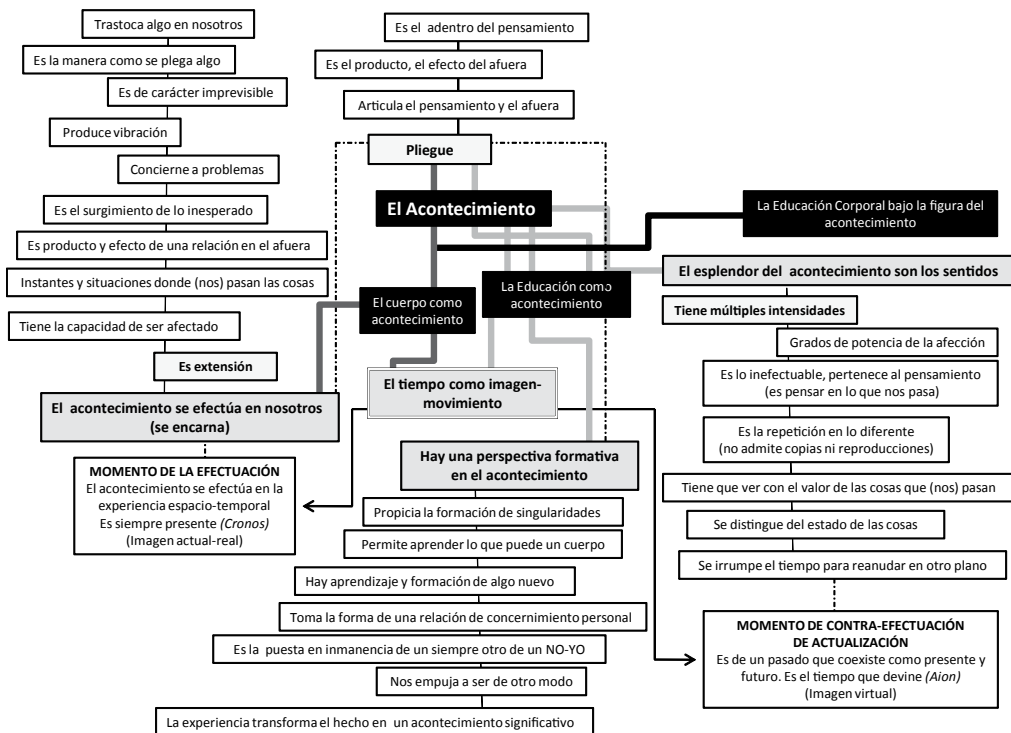 Trastoca algo en nosotros
Es la manera como se plega algo
Es de carácter imprevisible
Produce vibración
Concierne a problemas
Es el surgimiento de lo inesperado
Es producto y efecto de una relación en el afuera
Instantes y situaciones donde (nos) pasan las cosas
Tiene la capacidad de ser afectado
Es extensión
El acontecimiento se efectúa en nosotros
(se encarna)
MOMENTO DE LA EFECTUACIÓN
El acontecimiento se efectúa en la
experiencia espacio-temporal
Es siempre presente (Cronos)
(Imagen actual-real)
Es el adentro del pensamiento
Es el producto, el efecto del afuera
Articula el pensamiento y el afuera
Pliegue
El Acontecimiento
El cuerpo como
acontecimiento
La Educación como
acontecimiento
El tiempo como imagen-
movimiento
Hay una perspectiva formativa
en el acontecimiento
Propicia la formación de singularidades
Permite aprender lo que puede un cuerpo
Hay aprendizaje y formación de algo nuevo
Toma la forma de una relación de concernimiento personal
Es la puesta en inmanencia de un siempre otro de un NO-YO
Nos empuja a ser de otro modo
La experiencia transforma el hecho en un acontecimiento significativo
La Educación Corporal bajo la figura del
acontecimiento
El esplendor del acontecimiento son los sentidos
Tiene múltiples intensidades
Grados de potencia de la afección
Es lo inefectuable, pertenece al pensamiento
(es pensar en lo que nos pasa)
Es la repetición en lo diferente
(no admite copias ni reproducciones)
Tiene que ver con el valor de las cosas que (nos) pasan
Se distingue del estado de las cosas
Se irrumpe el tiempo para reanudar en otro plano
MOMENTO DE CONTRA-EFECTUACIÓN
DE ACTUALIZACIÓN
Es de un pasado que coexiste como presente y
futuro. Es el tiempo que devine (Aion)
(Imagen virtual)